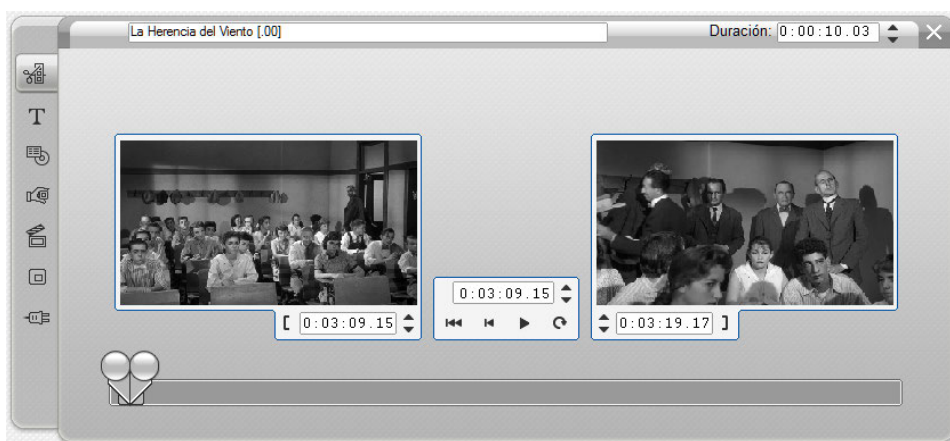 La Herencia del Viento [.00]
Duración: 0:00:10.03
T
[ 0:03:09.15
0:03:09.15
0:03:19.17 ]